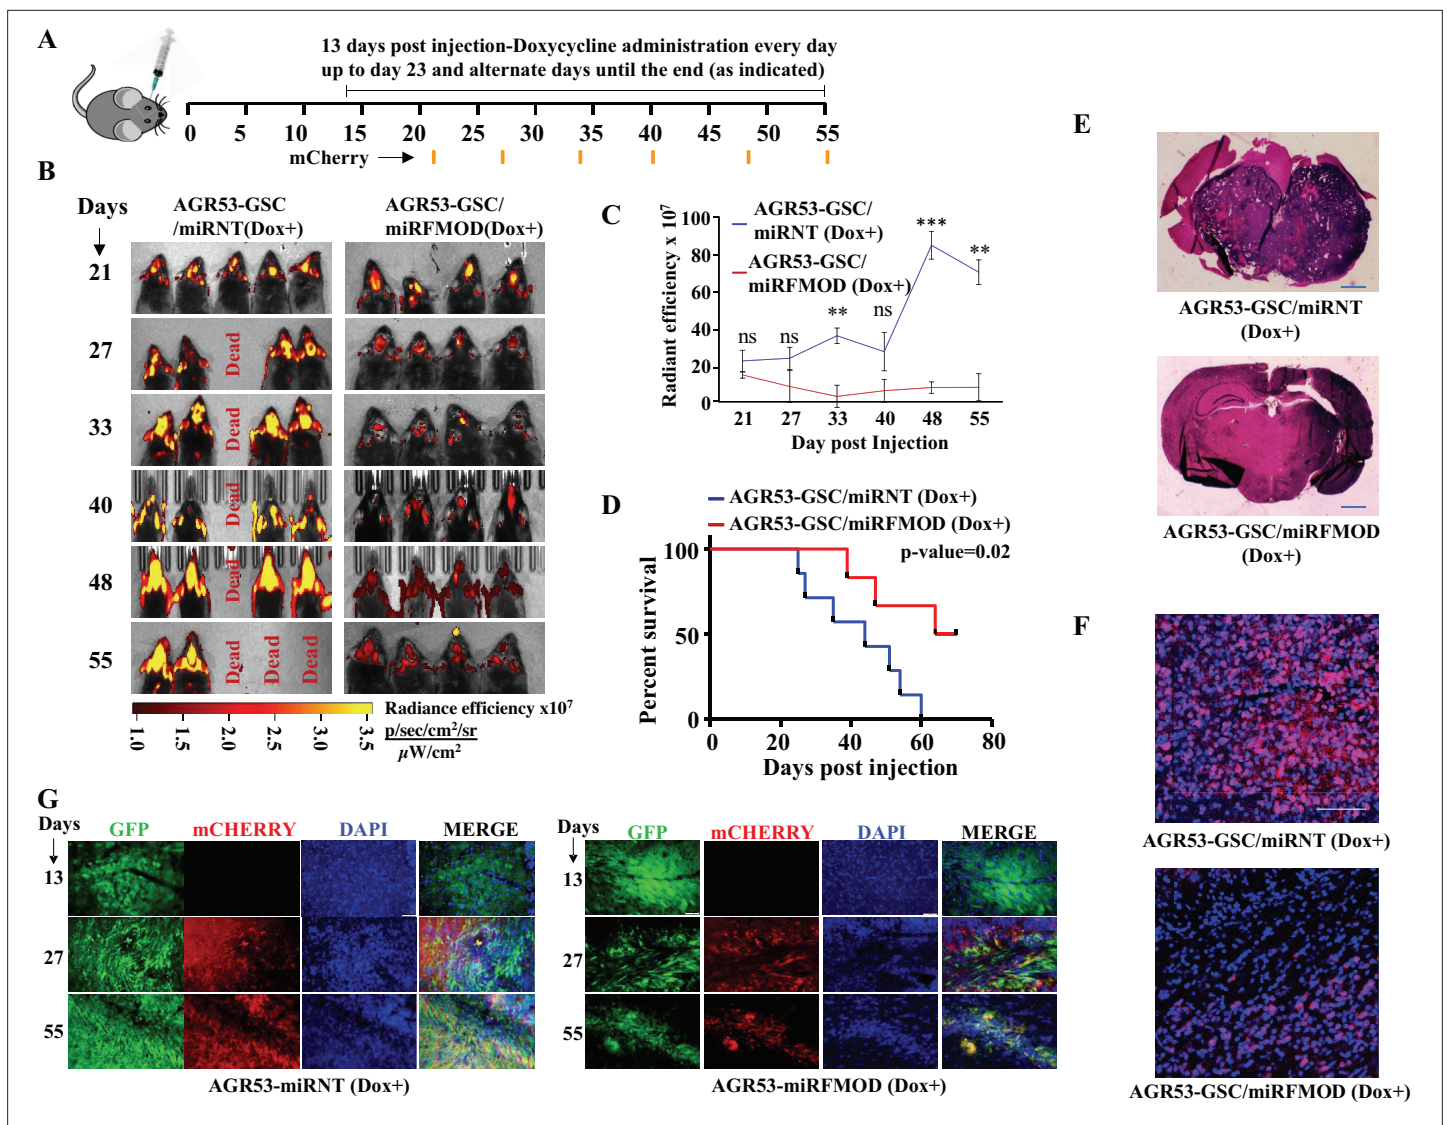 A
13 days post injection-Doxycycline administration every day
up to day 23 and alternate days until the end (as indicated)
0 5 10 15 20 25 30 35 40 45 50 55
mCherry
B
Days
AGR53-GSC
/miRNT(Dox+)
AGR53-GSC/
miRFMOD(Dox+)
21
27
Dead
33
Dead
40
Dead
48
Dead
55
Dead
Dead
Dead
1.0 1.5 2.0 2.5 3.0 3.5
Radiance efficiency x10⁷
p/sec/cm²/sr
µW/cm²
C
AGR53-GSC/
miRNT (Dox+)
AGR53-GSC/
miRFMOD (Dox+)
Radiant efficiency x 10⁷
100
80
60
40
20
0
ns
ns
**
ns
***
**
21 27 33 40 48 55
Day post Injection
D
AGR53-GSC/miRNT (Dox+)
AGR53-GSC/miRFMOD (Dox+)
p-value=0.02
Percent survival
100
50
0
0 20 40 60 80
Days post injection
E
AGR53-GSC/miRNT
(Dox+)
AGR53-GSC/miRFMOD
(Dox+)
F
AGR53-GSC/miRNT (Dox+)
AGR53-GSC/miRFMOD (Dox+)
G
Days
GFP mCHERRY DAPI MERGE
13
27
55
AGR53-miRNT (Dox+)
Days
GFP mCHERRY DAPI MERGE
13
27
55
AGR53-miRFMOD (Dox+)